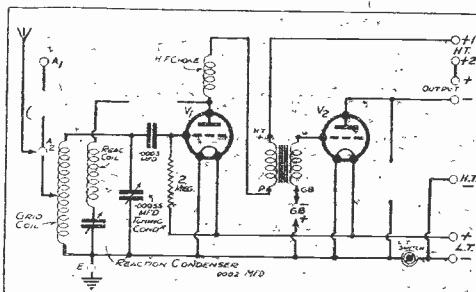 A1
A2
GRID
COIL
REAC
COIL
H.F. CHOKE
V1
.0003
MFD
2
MEG.
.00035
MFD
TUNING
COND
E
REACTION CONDENSER
.0002 MFD
H.T.
+
P
G
GB
-
GB
+
V2
+1
H.T.
+2
+
OUTPUT
-
H.T.
+
L.T.
-
L.T.
SWITCH